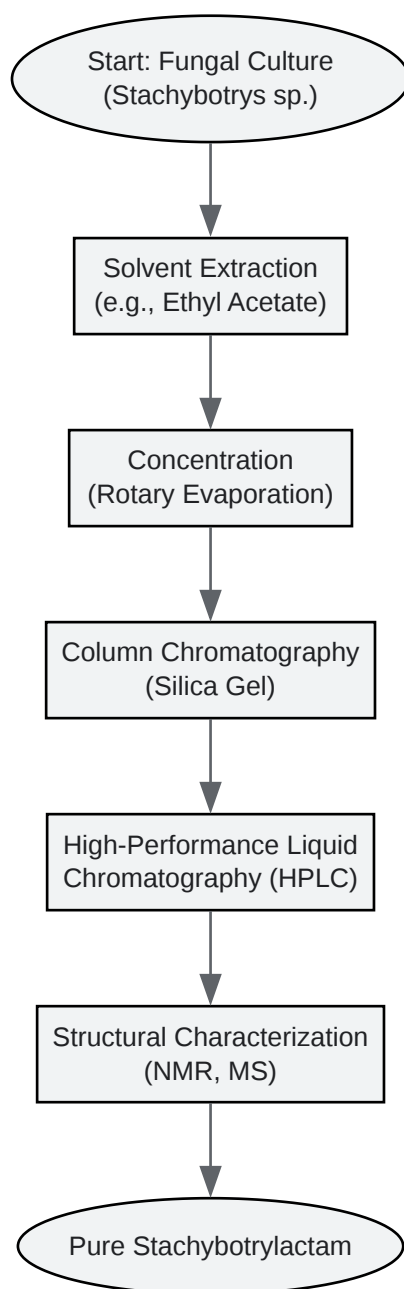 Start: Fungal Culture
(Stachybotrys sp.)
Solvent Extraction
(e.g., Ethyl Acetate)
Concentration
(Rotary Evaporation)
Column Chromatography
(Silica Gel)
High-Performance Liquid
Chromatography (HPLC)
Structural Characterization
(NMR, MS)
Pure Stachybotrylactam